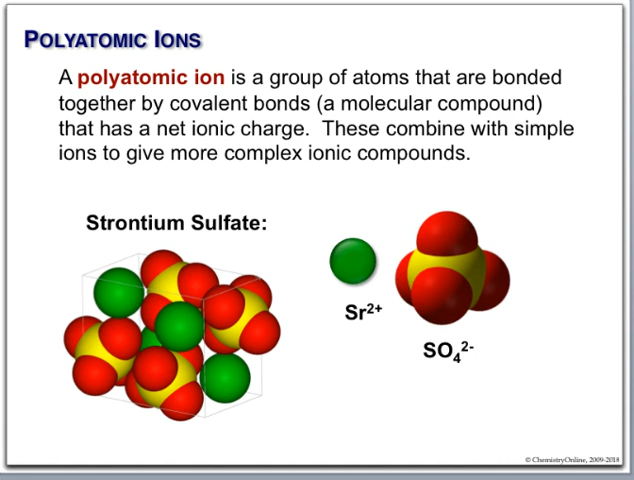 POLYATOMIC IONS
A polyatomic ion is a group of atoms that are bonded
together by covalent bonds (a molecular compound)
that has a net ionic charge.  These combine with simple
ions to give more complex ionic compounds.
Strontium Sulfate:
Sr²⁺
SO₄²⁻
© ChemistryOnline, 2009-2018